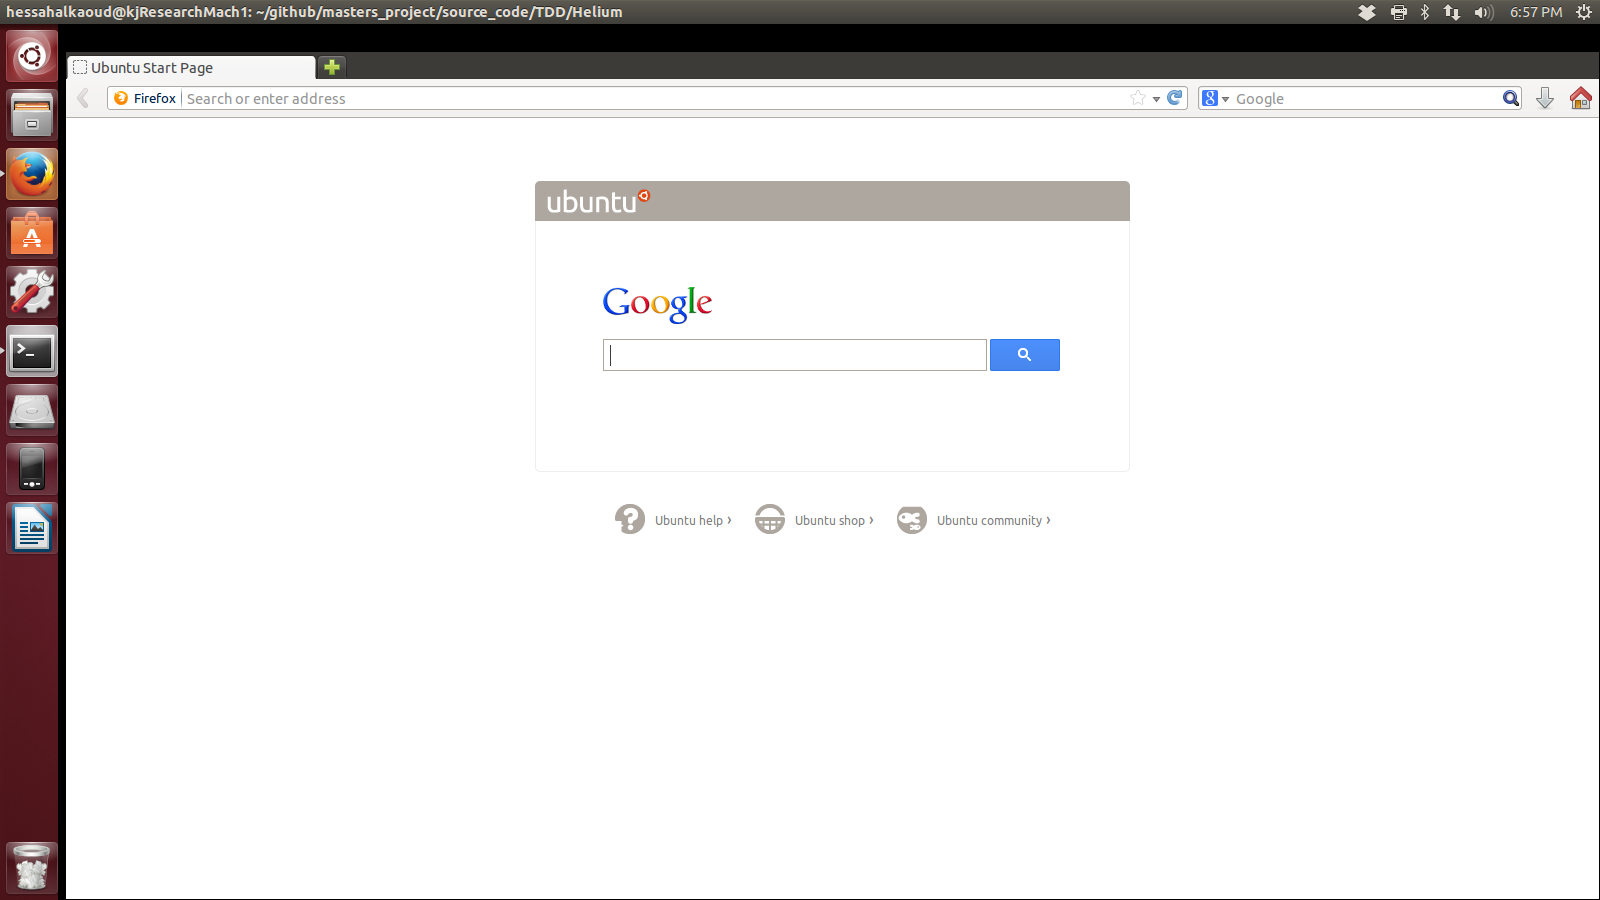 hessahalkaoud@kjResearchMach1: ~/github/masters_project/source_code/TDD/Helium
6:57 PM
Ubuntu Start Page
Firefox
Search or enter address
Google
ubuntu
Google
Ubuntu help ›
Ubuntu shop ›
Ubuntu community ›